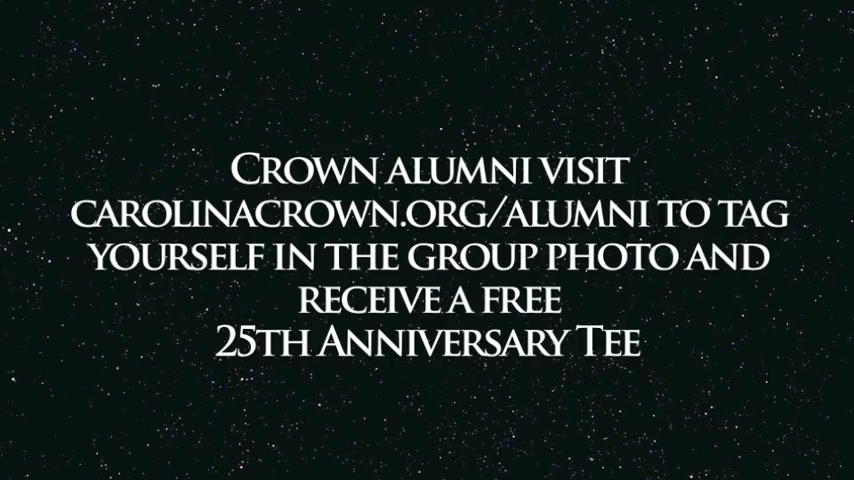 Crown alumni visit
carolinacrown.org/alumni to tag
yourself in the group photo and
receive a free
25th Anniversary Tee